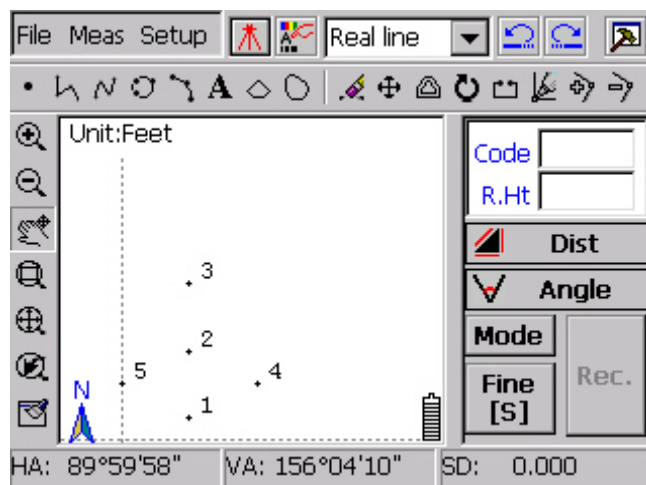 File Meas Setup Real line
A
Unit:Feet
Code
R.Ht
Dist
3
Angle
2
Mode
5
4
Rec.
N
Fine
[S]
1
HA: 89°59'58" VA: 156°04'10" SD: 0.000